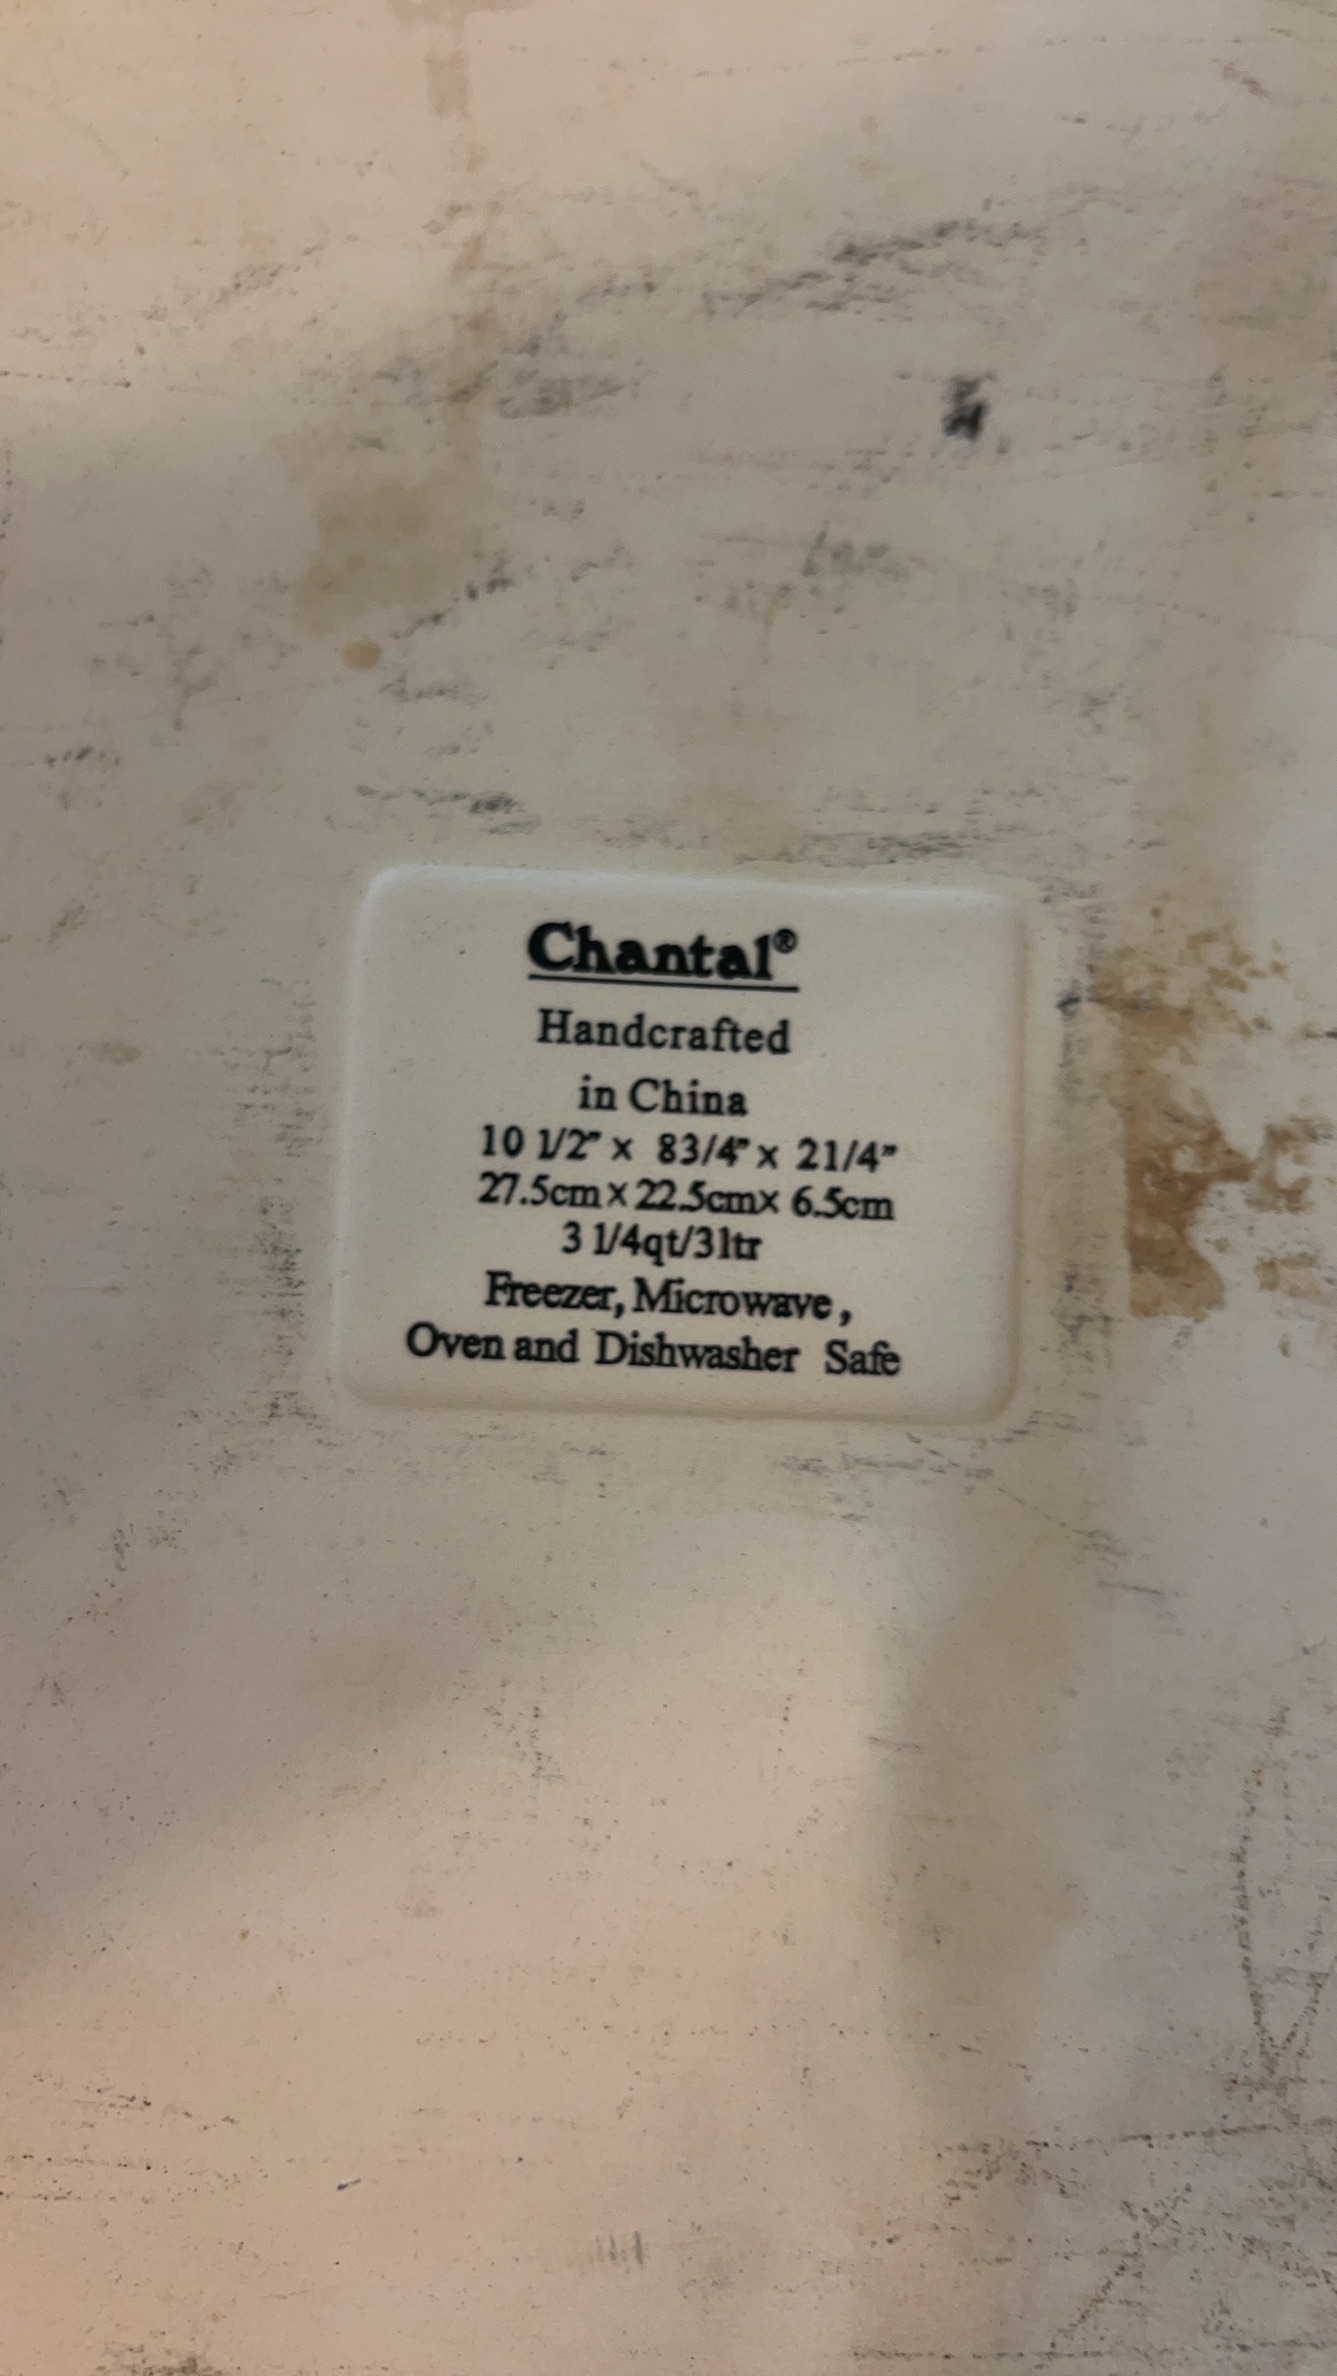 Chantal®
Handcrafted
in China
10 1/2" x 83/4" x 21/4"
27.5cm x 22.5cm x 6.5cm
3 1/4qt/3ltr
Freezer, Microwave ,
Oven and Dishwasher Safe